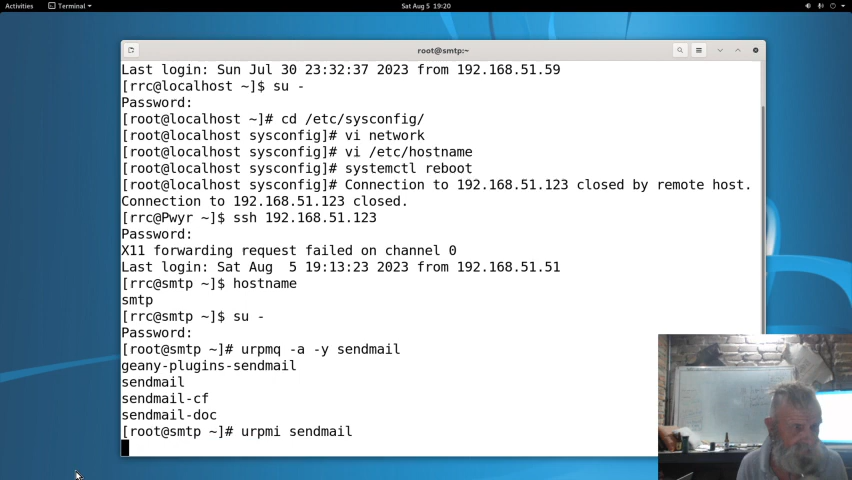 Activities
Terminal
Sat Aug 5 19:20
root@smtp:~
Last login: Sun Jul 30 23:32:37 2023 from 192.168.51.59
[rrc@localhost ~]$ su -
Password:
[root@localhost ~]# cd /etc/sysconfig/
[root@localhost sysconfig]# vi network
[root@localhost sysconfig]# vi /etc/hostname
[root@localhost sysconfig]# systemctl reboot
[root@localhost sysconfig]# Connection to 192.168.51.123 closed by remote host.
Connection to 192.168.51.123 closed.
[rrc@Pwyr ~]$ ssh 192.168.51.123
Password:
X11 forwarding request failed on channel 0
Last login: Sat Aug  5 19:13:23 2023 from 192.168.51.51
[rrc@smtp ~]$ hostname
smtp
[rrc@smtp ~]$ su -
Password:
[root@smtp ~]# urpmq -a -y sendmail
geany-plugins-sendmail
sendmail
sendmail-cf
sendmail-doc
[root@smtp ~]# urpmi sendmail